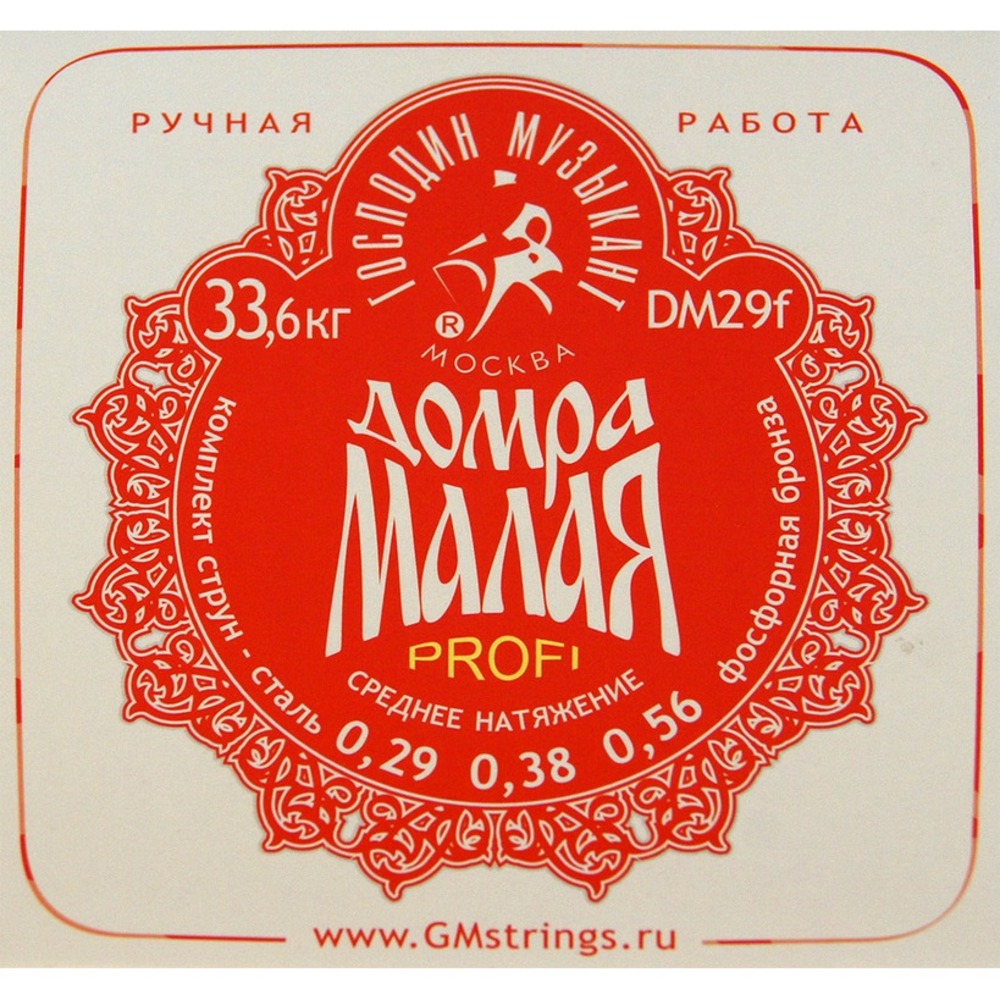 РУЧНАЯ РАБОТА
ГОСПОДИН МУЗЫКАНТ
33,6кг
DM29f
®
МОСКВА
ДОМРА
МАЛАЯ
PROFI
СРЕДНЕЕ НАТЯЖЕНИЕ
комплект струн - сталь 0,29 0,38 0,56 фосфорная бронза
www.GMstrings.ru